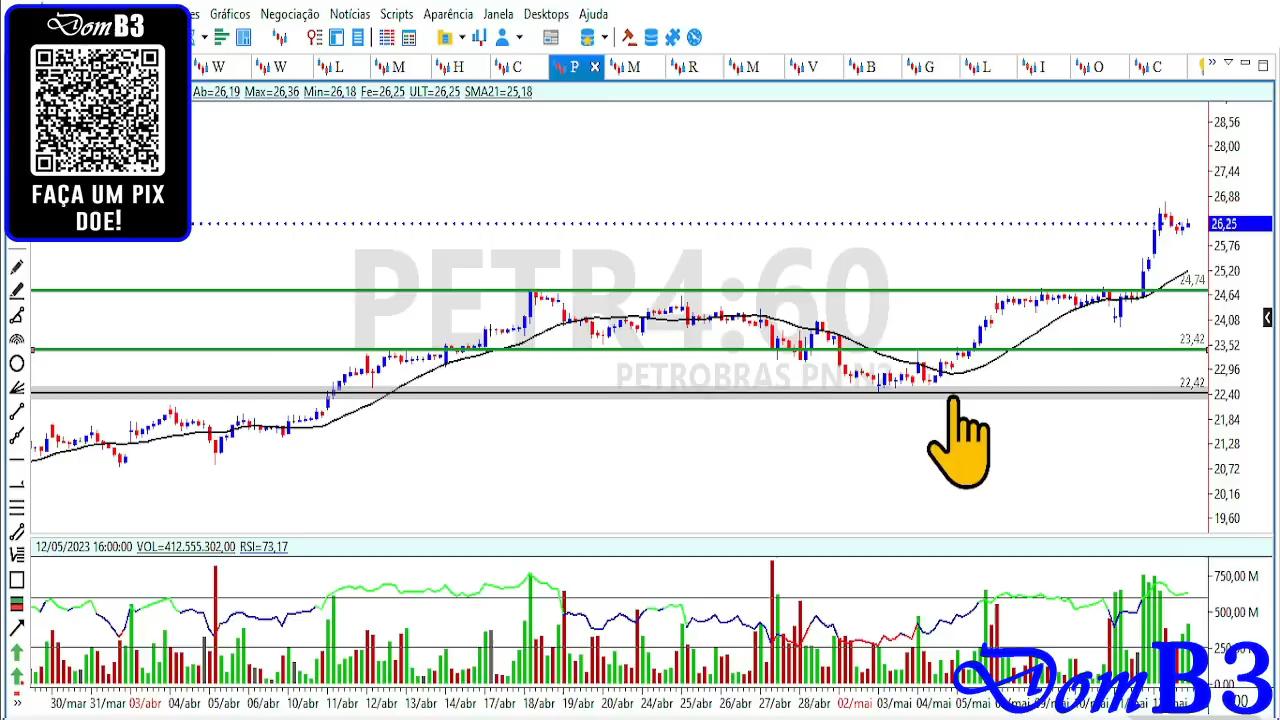 Gráficos Negociação Notícias Scripts Aparência Janela Desktops Ajuda
DomB3
W W L M H C P M R M V B G L I O C
Ab=26,19 Max=26,36 Min=26,18 Fe=26,25 ULT=26,25 SMA21=25,18
FAÇA UM PIX
DOE!
28,56
28,00
27,44
26,88
26,25
25,76
25,20
24,74
24,64
24,08
23,42
23,52
22,96
22,42
22,40
21,84
21,28
20,72
20,16
19,60
PETR4:60
PETROBRAS PN N2
12/05/2023 16:00:00 VOL=412.555.302,00 RSI=73,17
750,00 M
500,00 M
250,00 M
30/mar 31/mar 03/abr 04/abr 05/abr 06/abr 10/abr 11/abr 12/abr 13/abr 14/abr 17/abr 18/abr 19/abr 20/abr 24/abr 25/abr 26/abr 27/abr 28/abr 02/mai 03/mai 04/mai 05/mai
DomB3